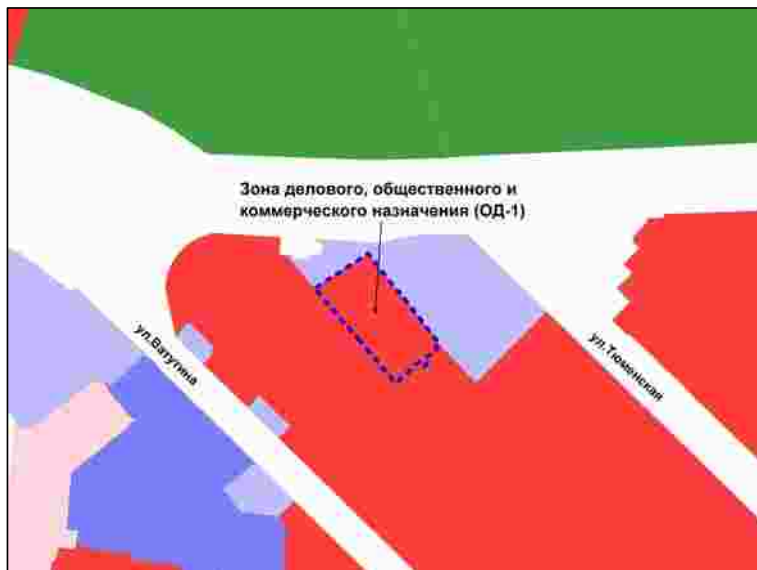 Зона делового, общественного и
коммерческого назначения (ОД-1)
ул.Ватутина
ул.Тюменская